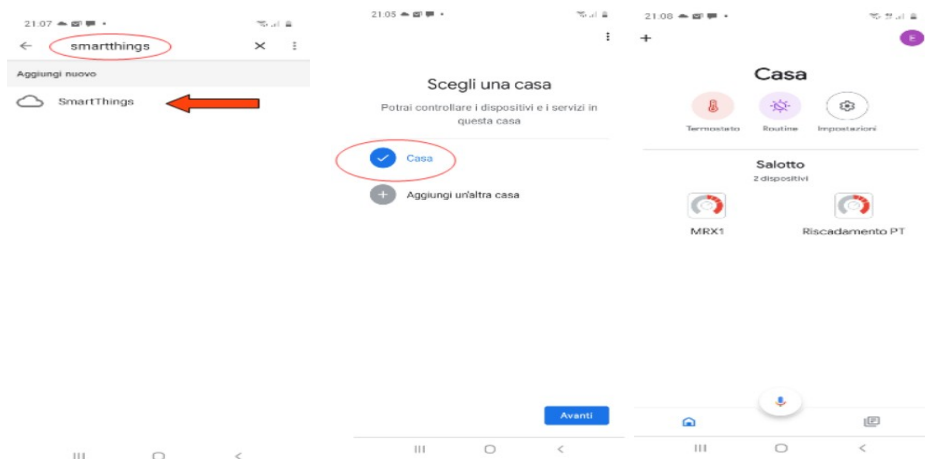 21:07
smartthings
Aggiungi nuovo
SmartThings
21:05
Scegli una casa
Potrai controllare i dispositivi e i servizi in
questa casa
Casa
Aggiungi un'altra casa
Avanti
21:08
E
Casa
Termostato Routine Impostazioni
Salotto
2 dispositivi
MRX1 Riscadamento PT